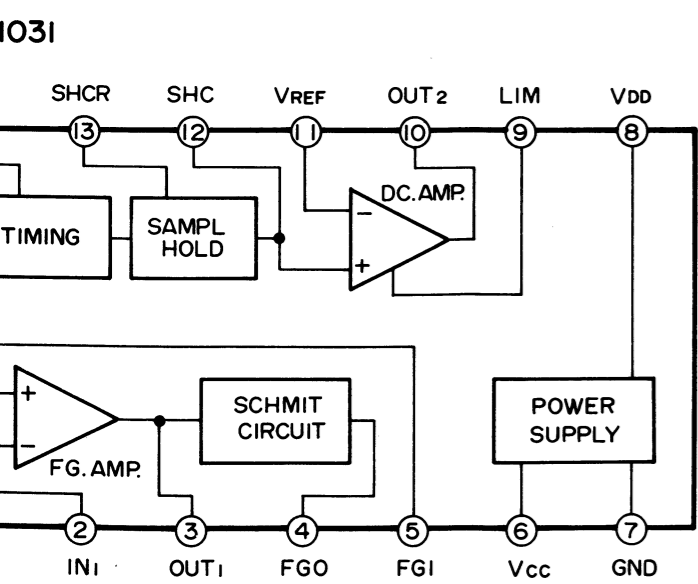 1031
SHCR SHC VREF OUT2 LIM VDD
13 12 11 10 9 8
DC.AMP.
TIMING
SAMPL
HOLD
−
+
+
−
FG.AMP.
SCHMIT
CIRCUIT
POWER
SUPPLY
2 3 4 5 6 7
IN1 OUT1 FGO FGI VCC GND